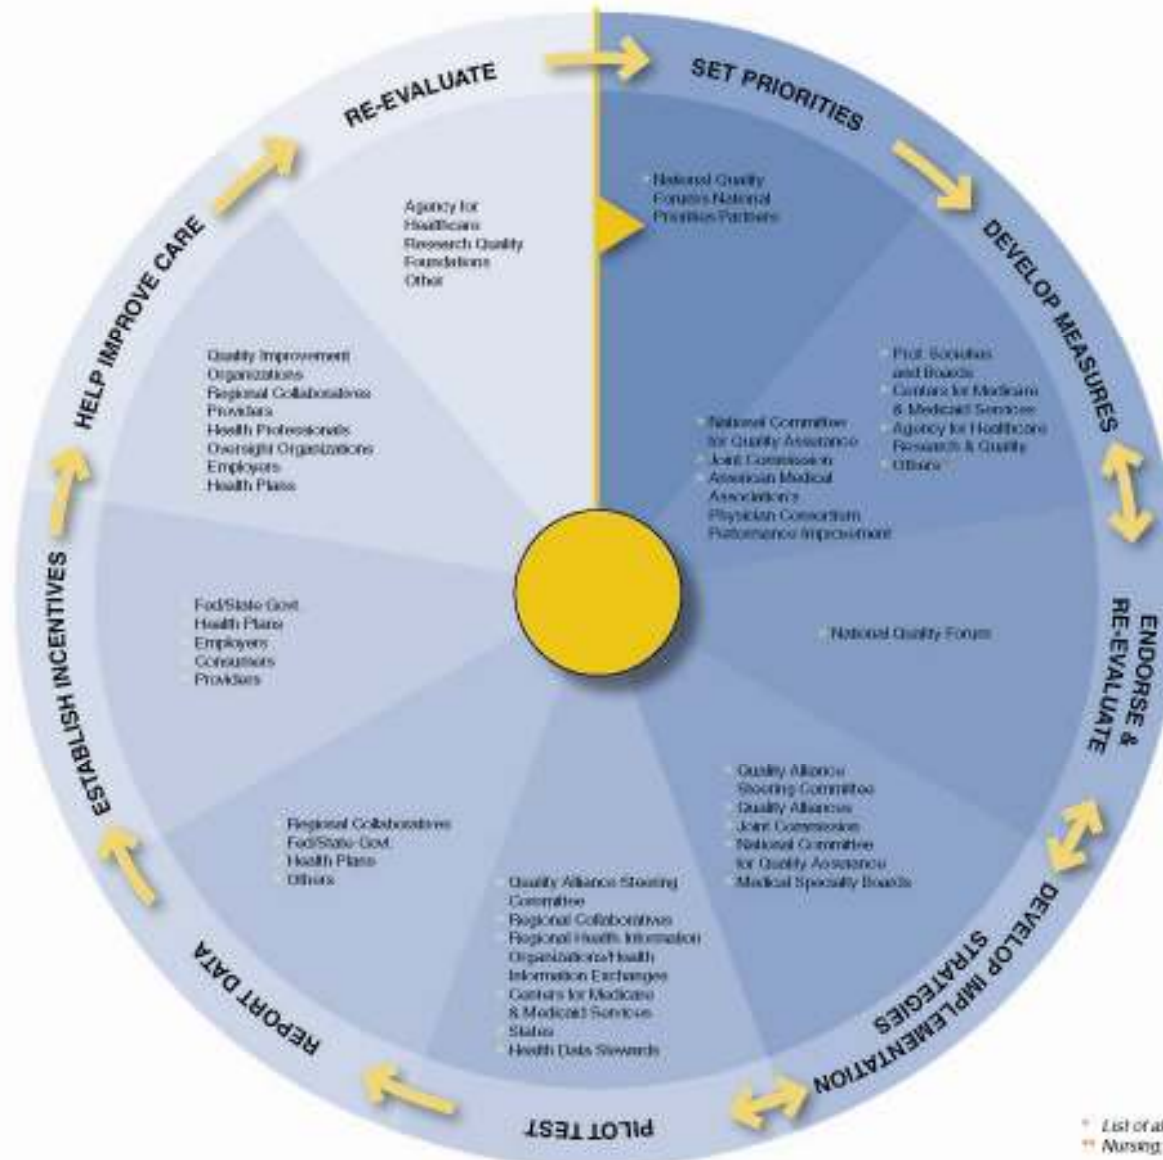 SET PRIORITIES
National Quality
Forum's National
Priorities Partners
DEVELOP MEASURES
Prof. Societies
and Boards
Centers for Medicare
& Medicaid Services
Agency for Healthcare
Research & Quality
Others
National Committee
for Quality Assurance
Joint Commission
American Medical
Association's
Physician Consortium
Performance Improvement
ENDORSE &
RE-EVALUATE
National Quality Forum
DEVELOP IMPLEMENTATION
STRATEGIES
Quality Alliance
Steering Committee
Quality Alliances
Joint Commission
National Committee
for Quality Assurance
Medical Specialty Boards
PILOT TEST
Quality Alliance Steering
Committee
Regional Collaboratives
Regional Health Information
Organizations/Health
Information Exchanges
Centers for Medicare
& Medicaid Services
States
Health Data Stewards
REPORT DATA
Regional Collaboratives
Fed/State Govt.
Health Plans
Others
ESTABLISH INCENTIVES
Fed/State Govt.
Health Plans
Employers
Consumers
Providers
HELP IMPROVE CARE
Quality Improvement
Organizations
Regional Collaboratives
Providers
Health Professionals
Oversight Organizations
Employers
Health Plans
RE-EVALUATE
Agency for
Healthcare
Research Quality
Foundations
Other
* List of
** Nursing,